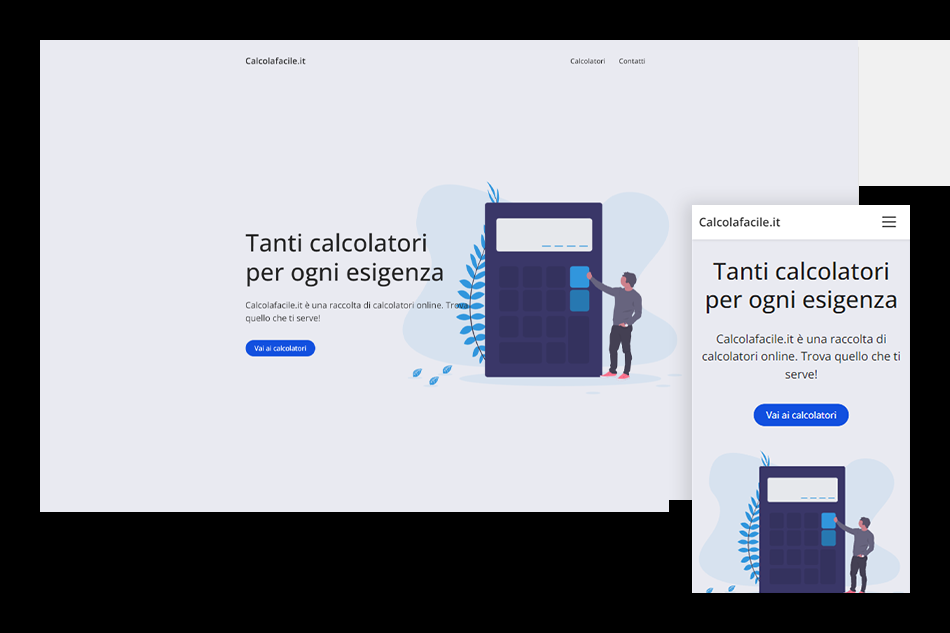 Calcolafacile.it
Calcolatori Contatti
Tanti calcolatori
per ogni esigenza
Calcolafacile.it è una raccolta di calcolatori online. Trova
quello che ti serve!
Vai ai calcolatori
Calcolafacile.it
Tanti calcolatori
per ogni esigenza
Calcolafacile.it è una raccolta di
calcolatori online. Trova quello che ti
serve!
Vai ai calcolatori